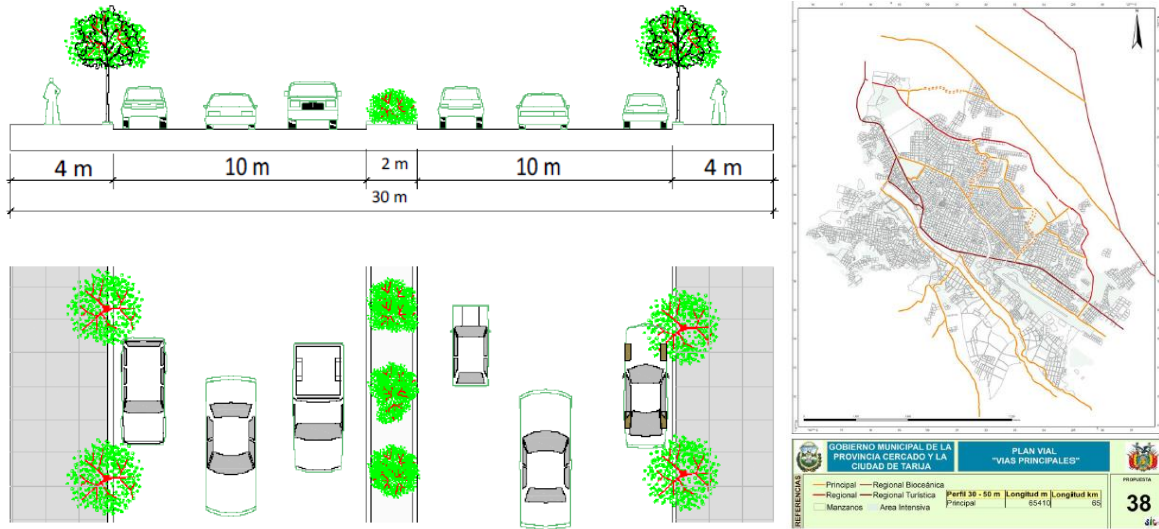 4 m
10 m
2 m
10 m
4 m
30 m
GOBIERNO MUNICIPAL DE LA
PROVINCIA CERCADO Y LA
CIUDAD DE TARIJA
PLAN VIAL
"VIAS PRINCIPALES"
REFERENCIAS
Principal
Regional Bioceánica
Regional
Regional Turística
Manzanos
Area Intensiva
Perfil 30 - 50 m Longitud m Longitud km
Principal 65410 65
PROPUESTA
38